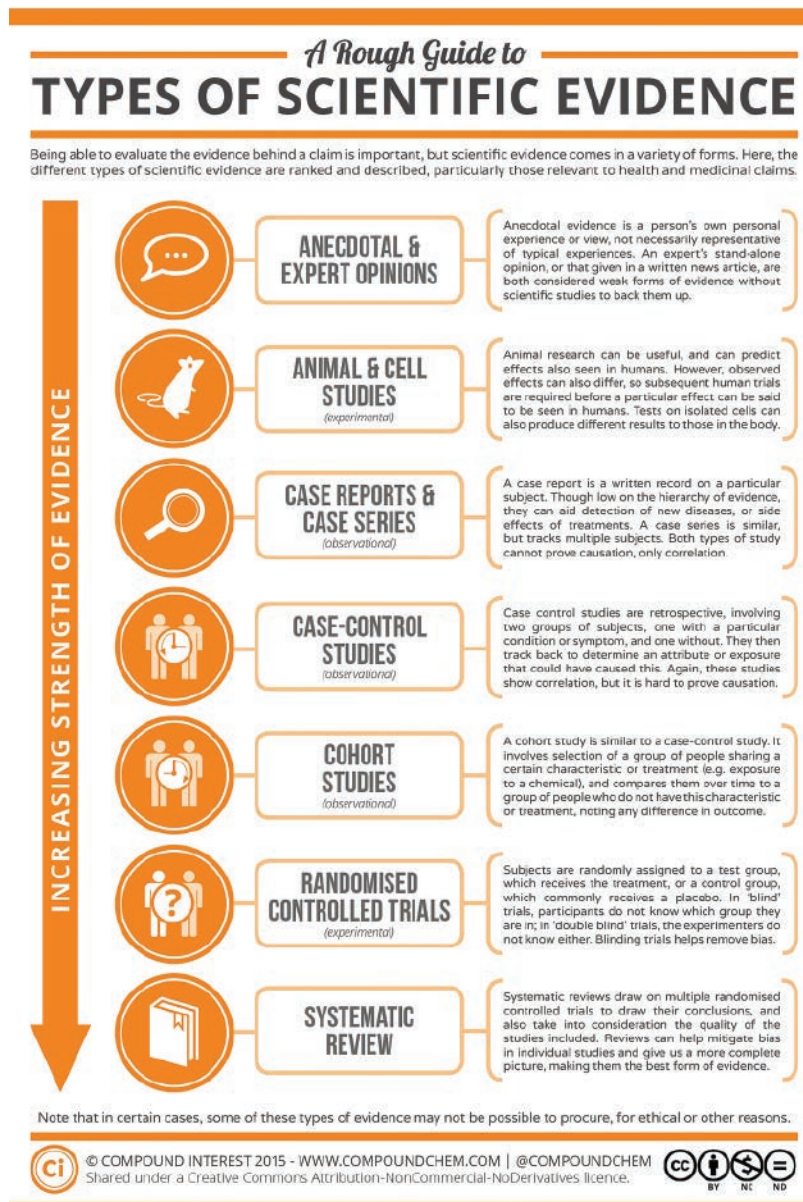 A Rough Guide to
TYPES OF SCIENTIFIC EVIDENCE
Being able to evaluate the evidence behind a claim is important, but scientific evidence comes in a variety of forms. Here, the
different types of scientific evidence are ranked and described, particularly those relevant to health and medicinal claims.
INCREASING STRENGTH OF EVIDENCE
ANECDOTAL &
EXPERT OPINIONS
Anecdotal evidence is a person's own personal
experience or view, not necessarily representative
of typical experiences. An expert's stand-alone
opinion, or that given in a written news article, are
both considered weak forms of evidence without
scientific studies to back them up.
ANIMAL & CELL
STUDIES
(experimental)
Animal research can be useful, and can predict
effects also seen in humans. However, observed
effects can also differ, so subsequent human trials
are required before a particular effect can be said
to be seen in humans. Tests on isolated cells can
also produce different results to those in the body.
CASE REPORTS &
CASE SERIES
(observational)
A case report is a written record on a particular
subject. Though low on the hierarchy of evidence,
they can aid detection of new diseases, or side
effects of treatments. A case series is similar,
but tracks multiple subjects. Both types of study
cannot prove causation, only correlation.
CASE-CONTROL
STUDIES
(observational)
Case control studies are retrospective, involving
two groups of subjects, one with a particular
condition or symptom, and one without. They then
track back to determine an attribute or exposure
that could have caused this. Again, these studies
show correlation, but it is hard to prove causation.
COHORT
STUDIES
(observational)
A cohort study is similar to a case-control study. It
involves selection of a group of people sharing a
certain characteristic or treatment (e.g. exposure
to a chemical), and compares them over time to a
group of people who do not have this characteristic
or treatment, noting any difference in outcome.
?
RANDOMISED
CONTROLLED TRIALS
(experimental)
Subjects are randomly assigned to a test group,
which receives the treatment, or a control group,
which commonly receives a placebo. In 'blind'
trials, participants do not know which group they
are in; in 'double blind' trials, the experimenters do
not know either. Blinding trials helps remove bias.
SYSTEMATIC
REVIEW
Systematic reviews draw on multiple randomised
controlled trials to draw their conclusions, and
also take into consideration the quality of the
studies included. Reviews can help mitigate bias
in individual studies and give us a more complete
picture, making them the best form of evidence.
Note that in certain cases, some of these types of evidence may not be possible to procure, for ethical or other reasons.
Ci
© COMPOUND INTEREST 2015 - WWW.COMPOUNDCHEM.COM | @COMPOUNDCHEM
Shared under a Creative Commons Attribution-NonCommercial-NoDerivatives licence.
cc
BY NC ND